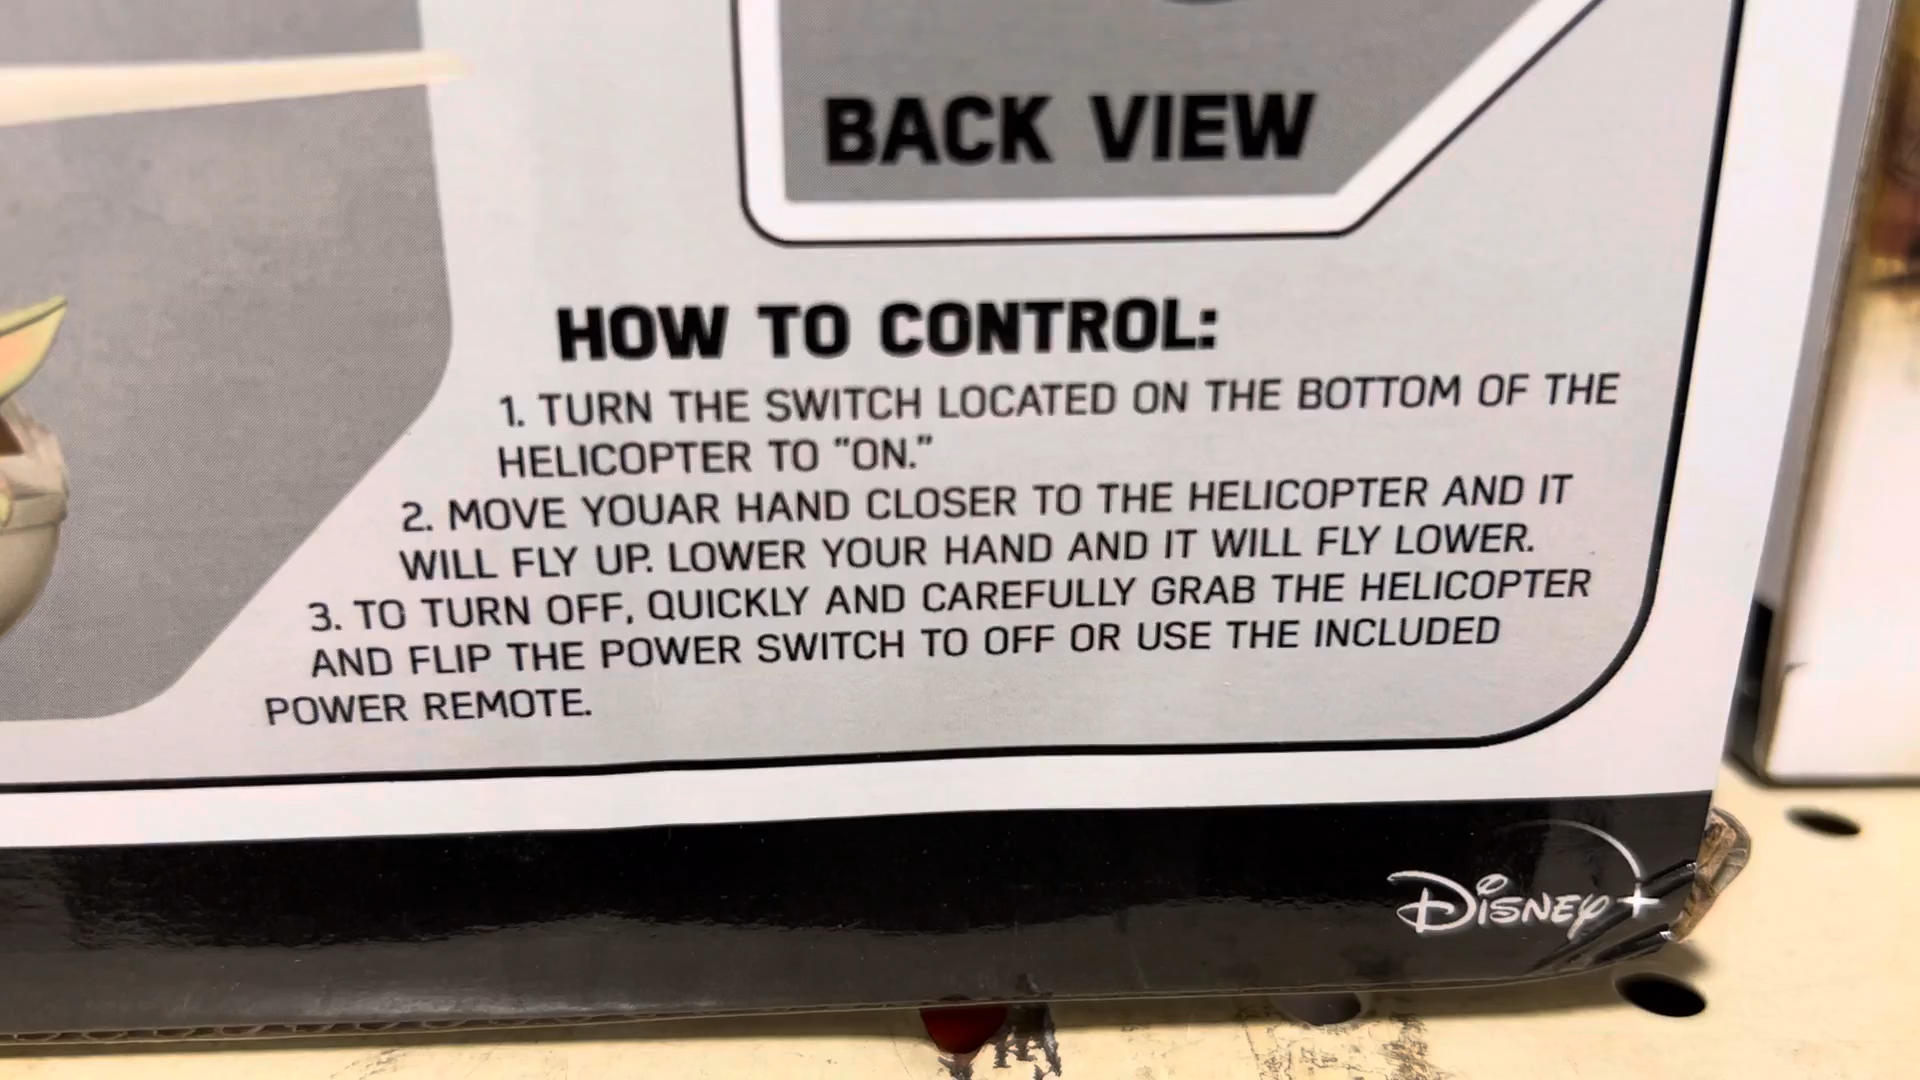 BACK VIEW
HOW TO CONTROL:
1. TURN THE SWITCH LOCATED ON THE BOTTOM OF THE
HELICOPTER TO "ON."
2. MOVE YOUAR HAND CLOSER TO THE HELICOPTER AND IT
WILL FLY UP. LOWER YOUR HAND AND IT WILL FLY LOWER.
3. TO TURN OFF, QUICKLY AND CAREFULLY GRAB THE HELICOPTER
AND FLIP THE POWER SWITCH TO OFF OR USE THE INCLUDED
POWER REMOTE.
Disney+